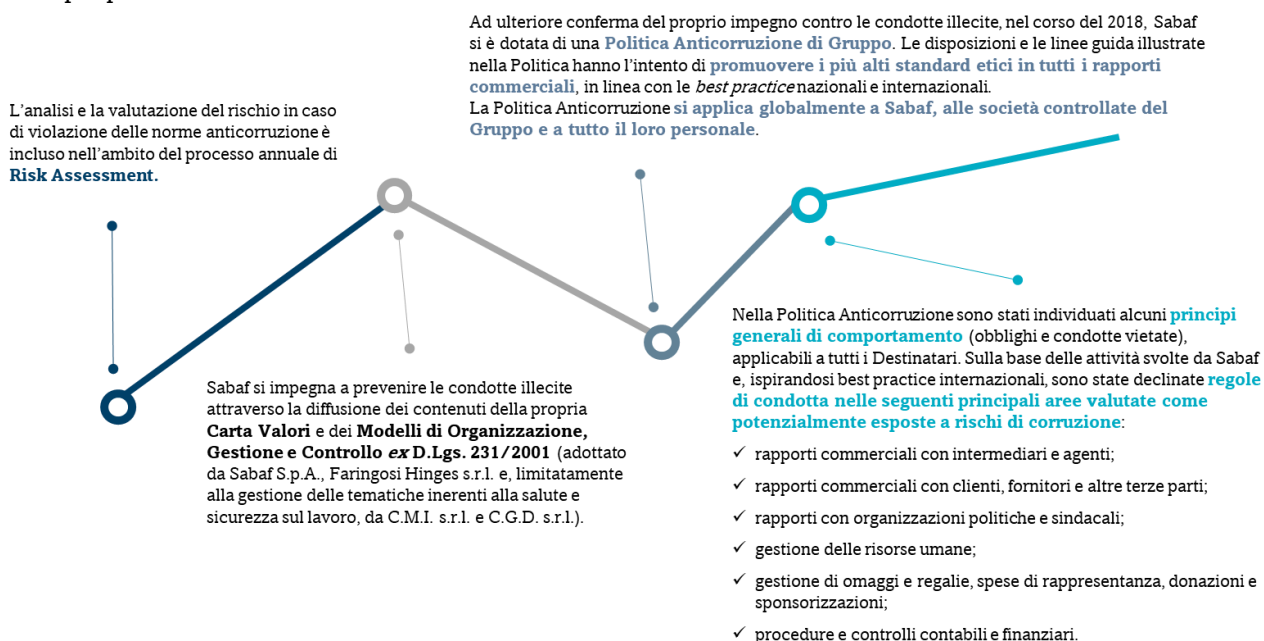 Ad ulteriore conferma del proprio impegno contro le condotte illecite, nel corso del 2018, Sabaf
si è dotata di una Politica Anticorruzione di Gruppo. Le disposizioni e le linee guida illustrate
nella Politica hanno l'intento di promuovere i più alti standard etici in tutti i rapporti
commerciali, in linea con le best practice nazionali e internazionali.
La Politica Anticorruzione si applica globalmente a Sabaf, alle società controllate del
Gruppo e a tutto il loro personale.
L'analisi e la valutazione del rischio in caso
di violazione delle norme anticorruzione è
incluso nell'ambito del processo annuale di
Risk Assessment.
Sabaf si impegna a prevenire le condotte illecite
attraverso la diffusione dei contenuti della propria
Carta Valori e dei Modelli di Organizzazione,
Gestione e Controllo ex D.Lgs. 231/2001 (adottato
da Sabaf S.p.A., Faringosi Hinges s.r.l. e, limitatamente
alla gestione delle tematiche inerenti alla salute e
sicurezza sul lavoro, da C.M.I. s.r.l. e C.G.D. s.r.l.).
Nella Politica Anticorruzione sono stati individuati alcuni principi
generali di comportamento (obblighi e condotte vietate),
applicabili a tutti i Destinatari. Sulla base delle attività svolte da Sabaf
e, ispirandosi best practice internazionali, sono state declinate regole
di condotta nelle seguenti principali aree valutate come
potenzialmente esposte a rischi di corruzione:
✓ rapporti commerciali con intermediari e agenti;
✓ rapporti commerciali con clienti, fornitori e altre terze parti;
✓ rapporti con organizzazioni politiche e sindacali;
✓ gestione delle risorse umane;
✓ gestione di omaggi e regalie, spese di rappresentanza, donazioni e
sponsorizzazioni;
✓ procedure e controlli contabili e finanziari.